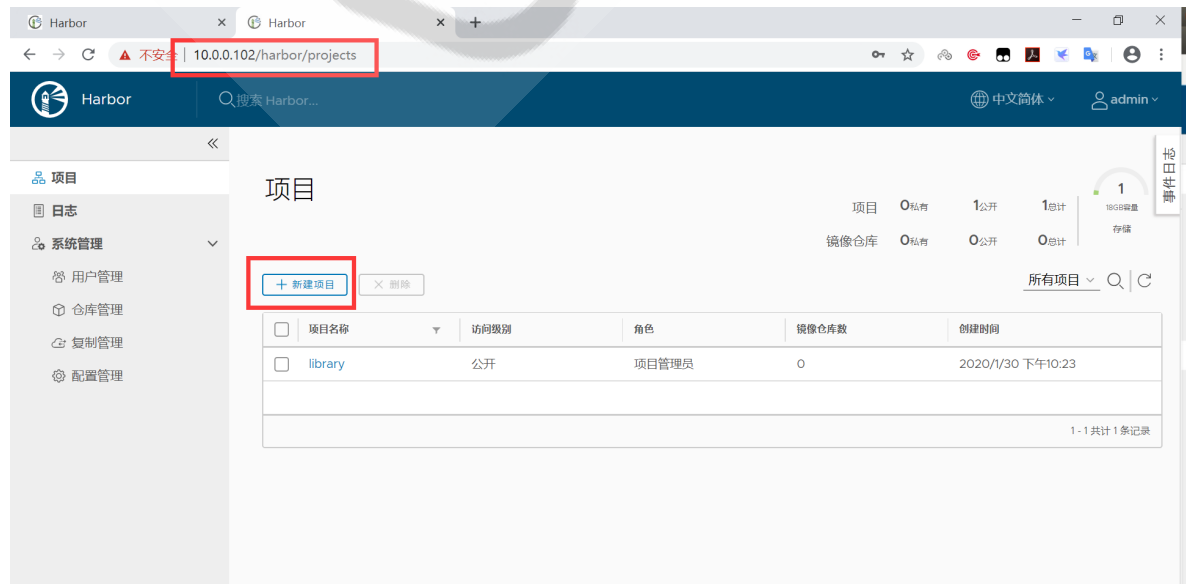 Harbor
Harbor
不安全 10.0.0.102/harbor/projects
Harbor 搜索 Harbor... 中文简体 admin
项目
日志
系统管理
用户管理
仓库管理
复制管理
配置管理
事件日志
项目
项目 0私有 1公开 1总计
镜像仓库 0私有 0公开 0总计
1
18GB容量
存储
新建项目 删除 所有项目
项目名称 访问级别 角色 镜像仓库数 创建时间
library 公开 项目管理员 0 2020/1/30 下午10:23
1 - 1 共计 1 条记录